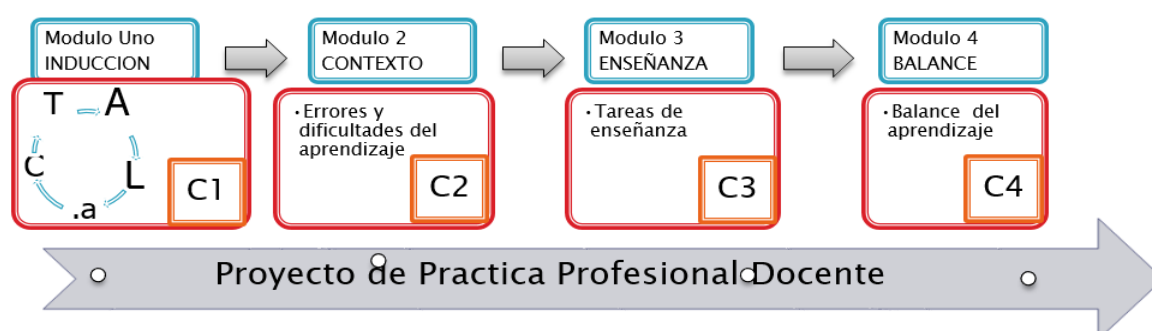 Modulo Uno
INDUCCION
Modulo 2
CONTEXTO
Modulo 3
ENSEÑANZA
Modulo 4
BALANCE
T
A
C
L
.a
C1
·Errores y
dificultades del
aprendizaje
C2
·Tareas de
enseñanza
C3
·Balance del
aprendizaje
C4
Proyecto de Practica Profesional Docente